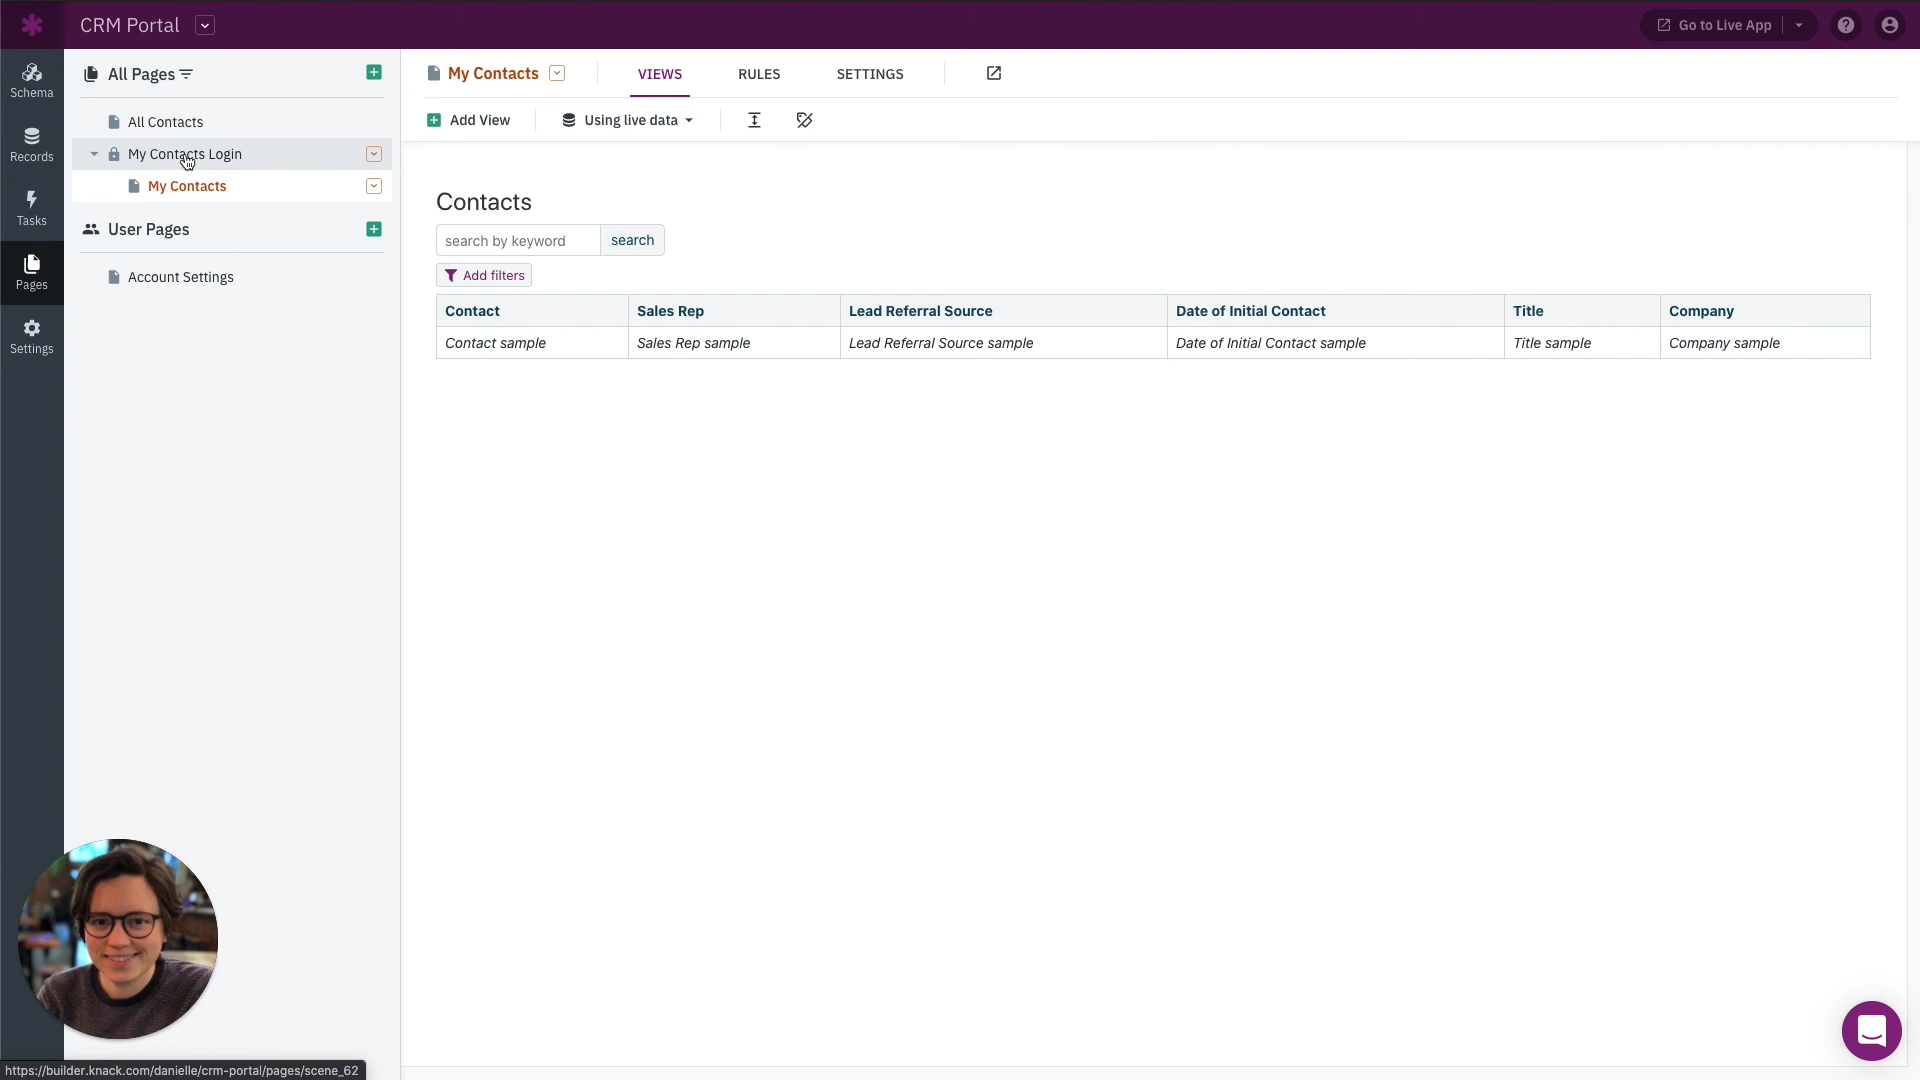 CRM Portal
Go to Live App
Schema
Records
Tasks
Pages
Settings
All Pages
All Contacts
My Contacts Login
My Contacts
User Pages
Account Settings
My Contacts
VIEWS
RULES
SETTINGS
Add View
Using live data
Contacts
search by keyword
search
Add filters
Contact Sales Rep Lead Referral Source Date of Initial Contact Title Company
Contact sample Sales Rep sample Lead Referral Source sample Date of Initial Contact sample Title sample Company sample
https://builder.knack.com/danielle/crm-portal/pages/scene_62